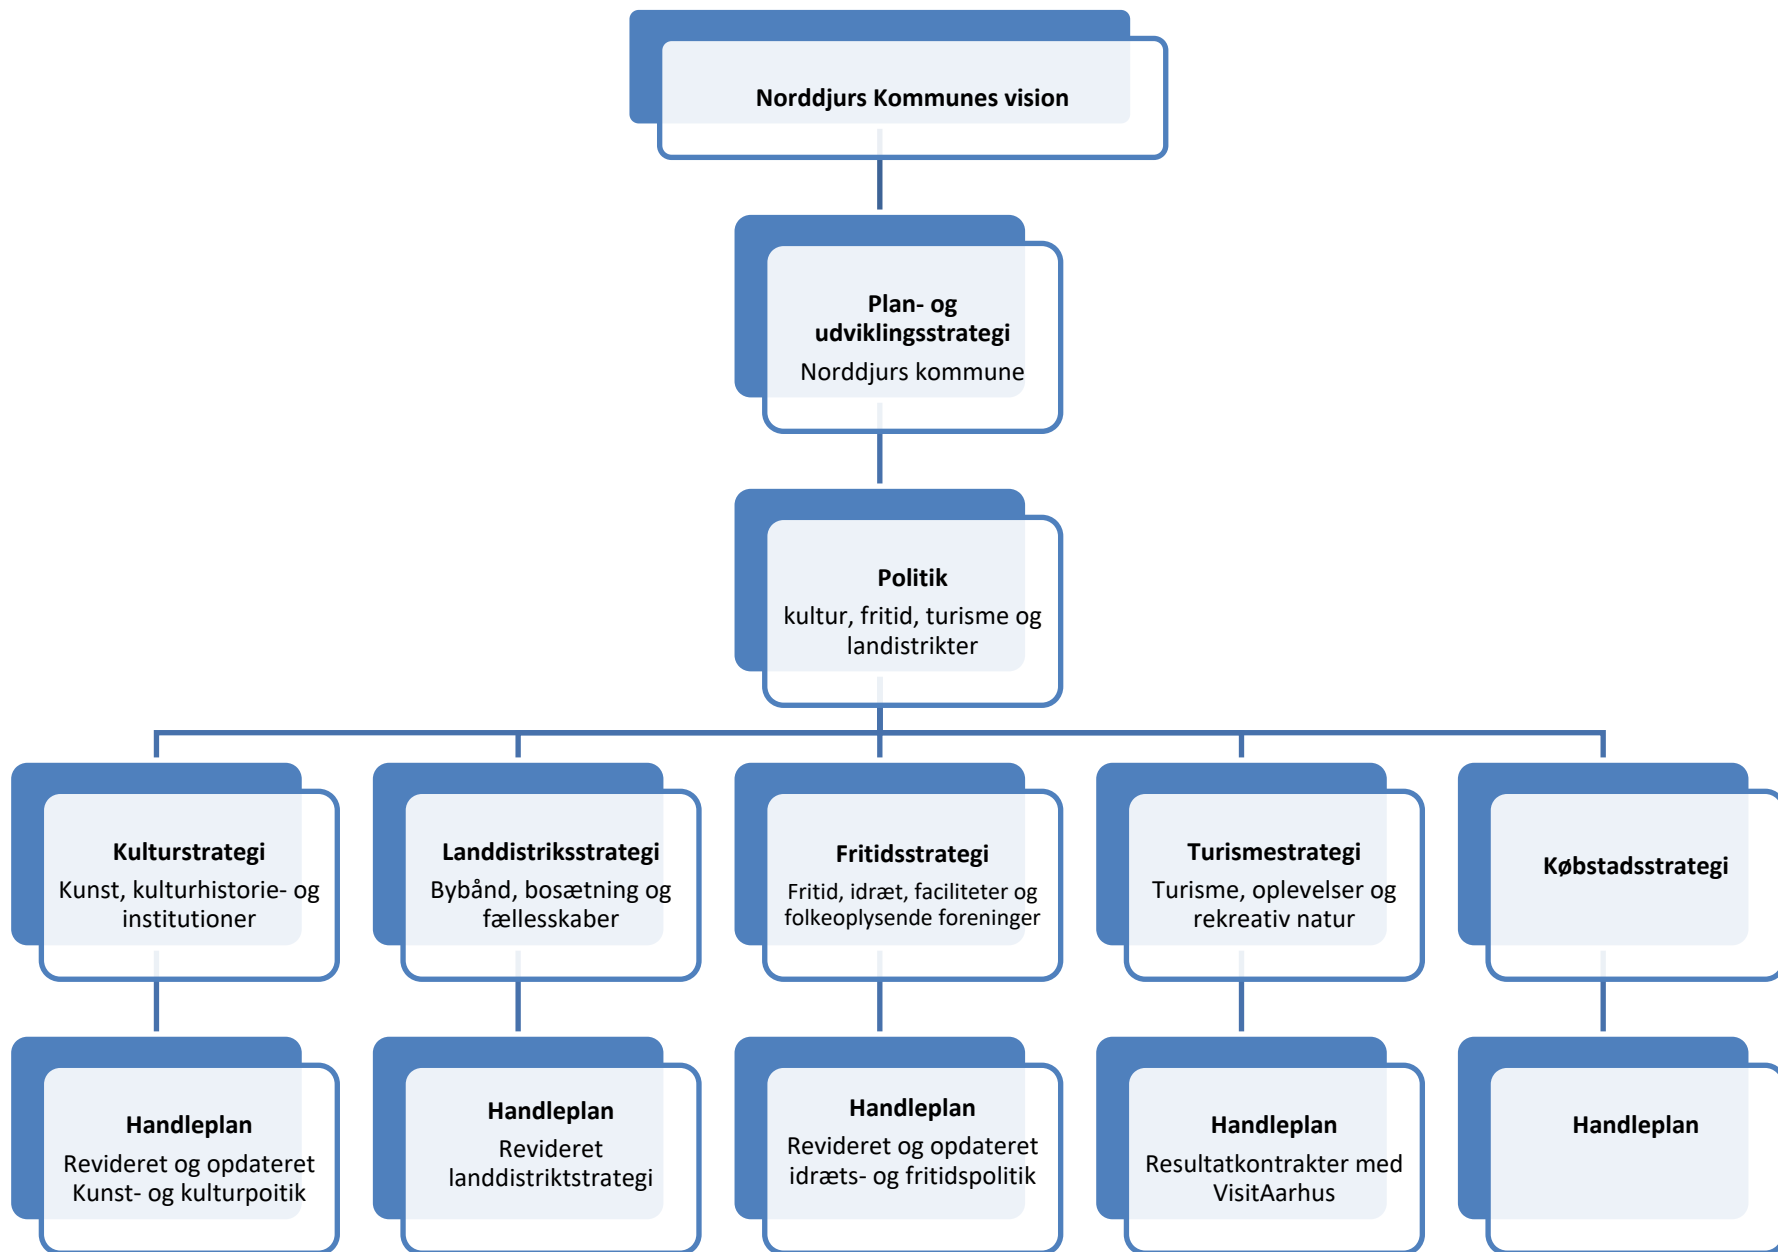 Norddjurs Kommunes vision
Plan- og
udviklingsstrategi
Norddjurs kommune
Politik
kultur, fritid, turisme og
landistrikter
Kulturstrategi
Kunst, kulturhistorie- og
institutioner
Landdistriksstrategi
Bybånd, bosætning og
fællesskaber
Fritidsstrategi
Fritid, idræt, faciliteter og
folkeoplysende foreninger
Turismestrategi
Turisme, oplevelser og
rekreativ natur
Købstadsstrategi
Handleplan
Revideret og opdateret
Kunst- og kulturpoitik
Handleplan
Revideret
landdistriktstrategi
Handleplan
Revideret og opdateret
idræts- og fritidspolitik
Handleplan
Resultatkontrakter med
VisitAarhus
Handleplan